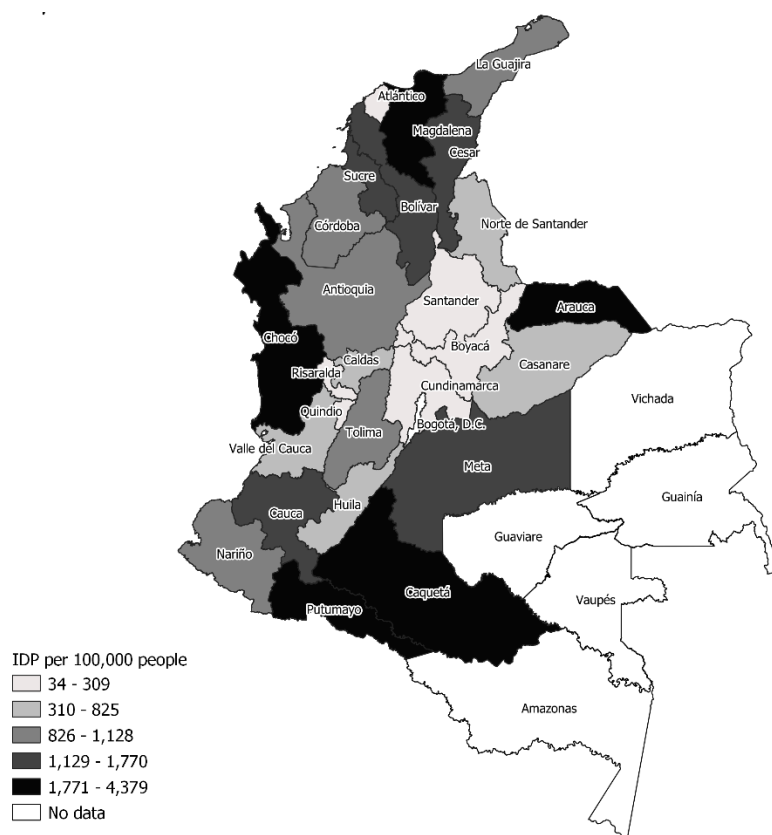 La Guajira
Atlántico
Magdalena
Cesar
Sucre
Bolívar
Córdoba
Norte de Santander
Antioquia
Santander
Arauca
Chocó
Boyacá
Caldas
Casanare
Risaralda
Cundinamarca
Vichada
Quindío
Bogotá, D.C.
Tolima
Valle del Cauca
Meta
Guainía
Huila
Cauca
Guaviare
Nariño
Caquetá
Vaupés
Putumayo
Amazonas
IDP per 100,000 people
34 - 309
310 - 825
826 - 1,128
1,129 - 1,770
1,771 - 4,379
No data